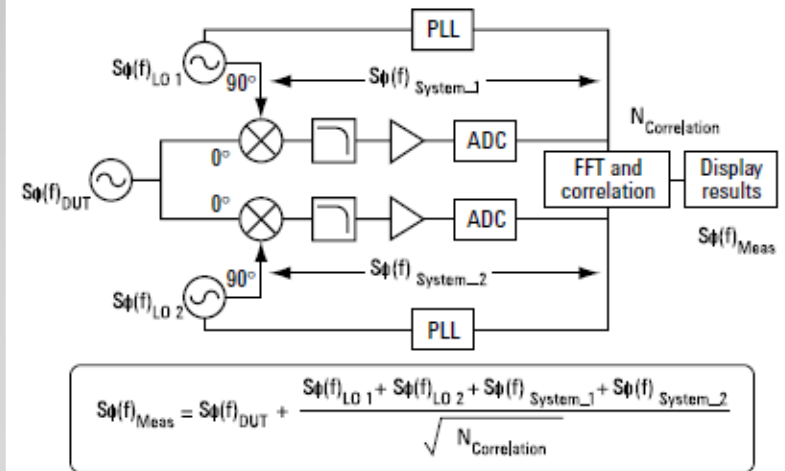 PLL
Sϕ(f)LO 1
90°
Sϕ(f) System_1
NCorrelation
0°
ADC
FFT and correlation
Display results
Sϕ(f)DUT
0°
ADC
Sϕ(f)Meas
90°
Sϕ(f) System_2
Sϕ(f)LO 2
PLL
Sϕ(f)Meas = Sϕ(f)DUT + Sϕ(f)LO 1 + Sϕ(f)LO 2 + Sϕ(f) System_1 + Sϕ(f) System_2
√ NCorrelation